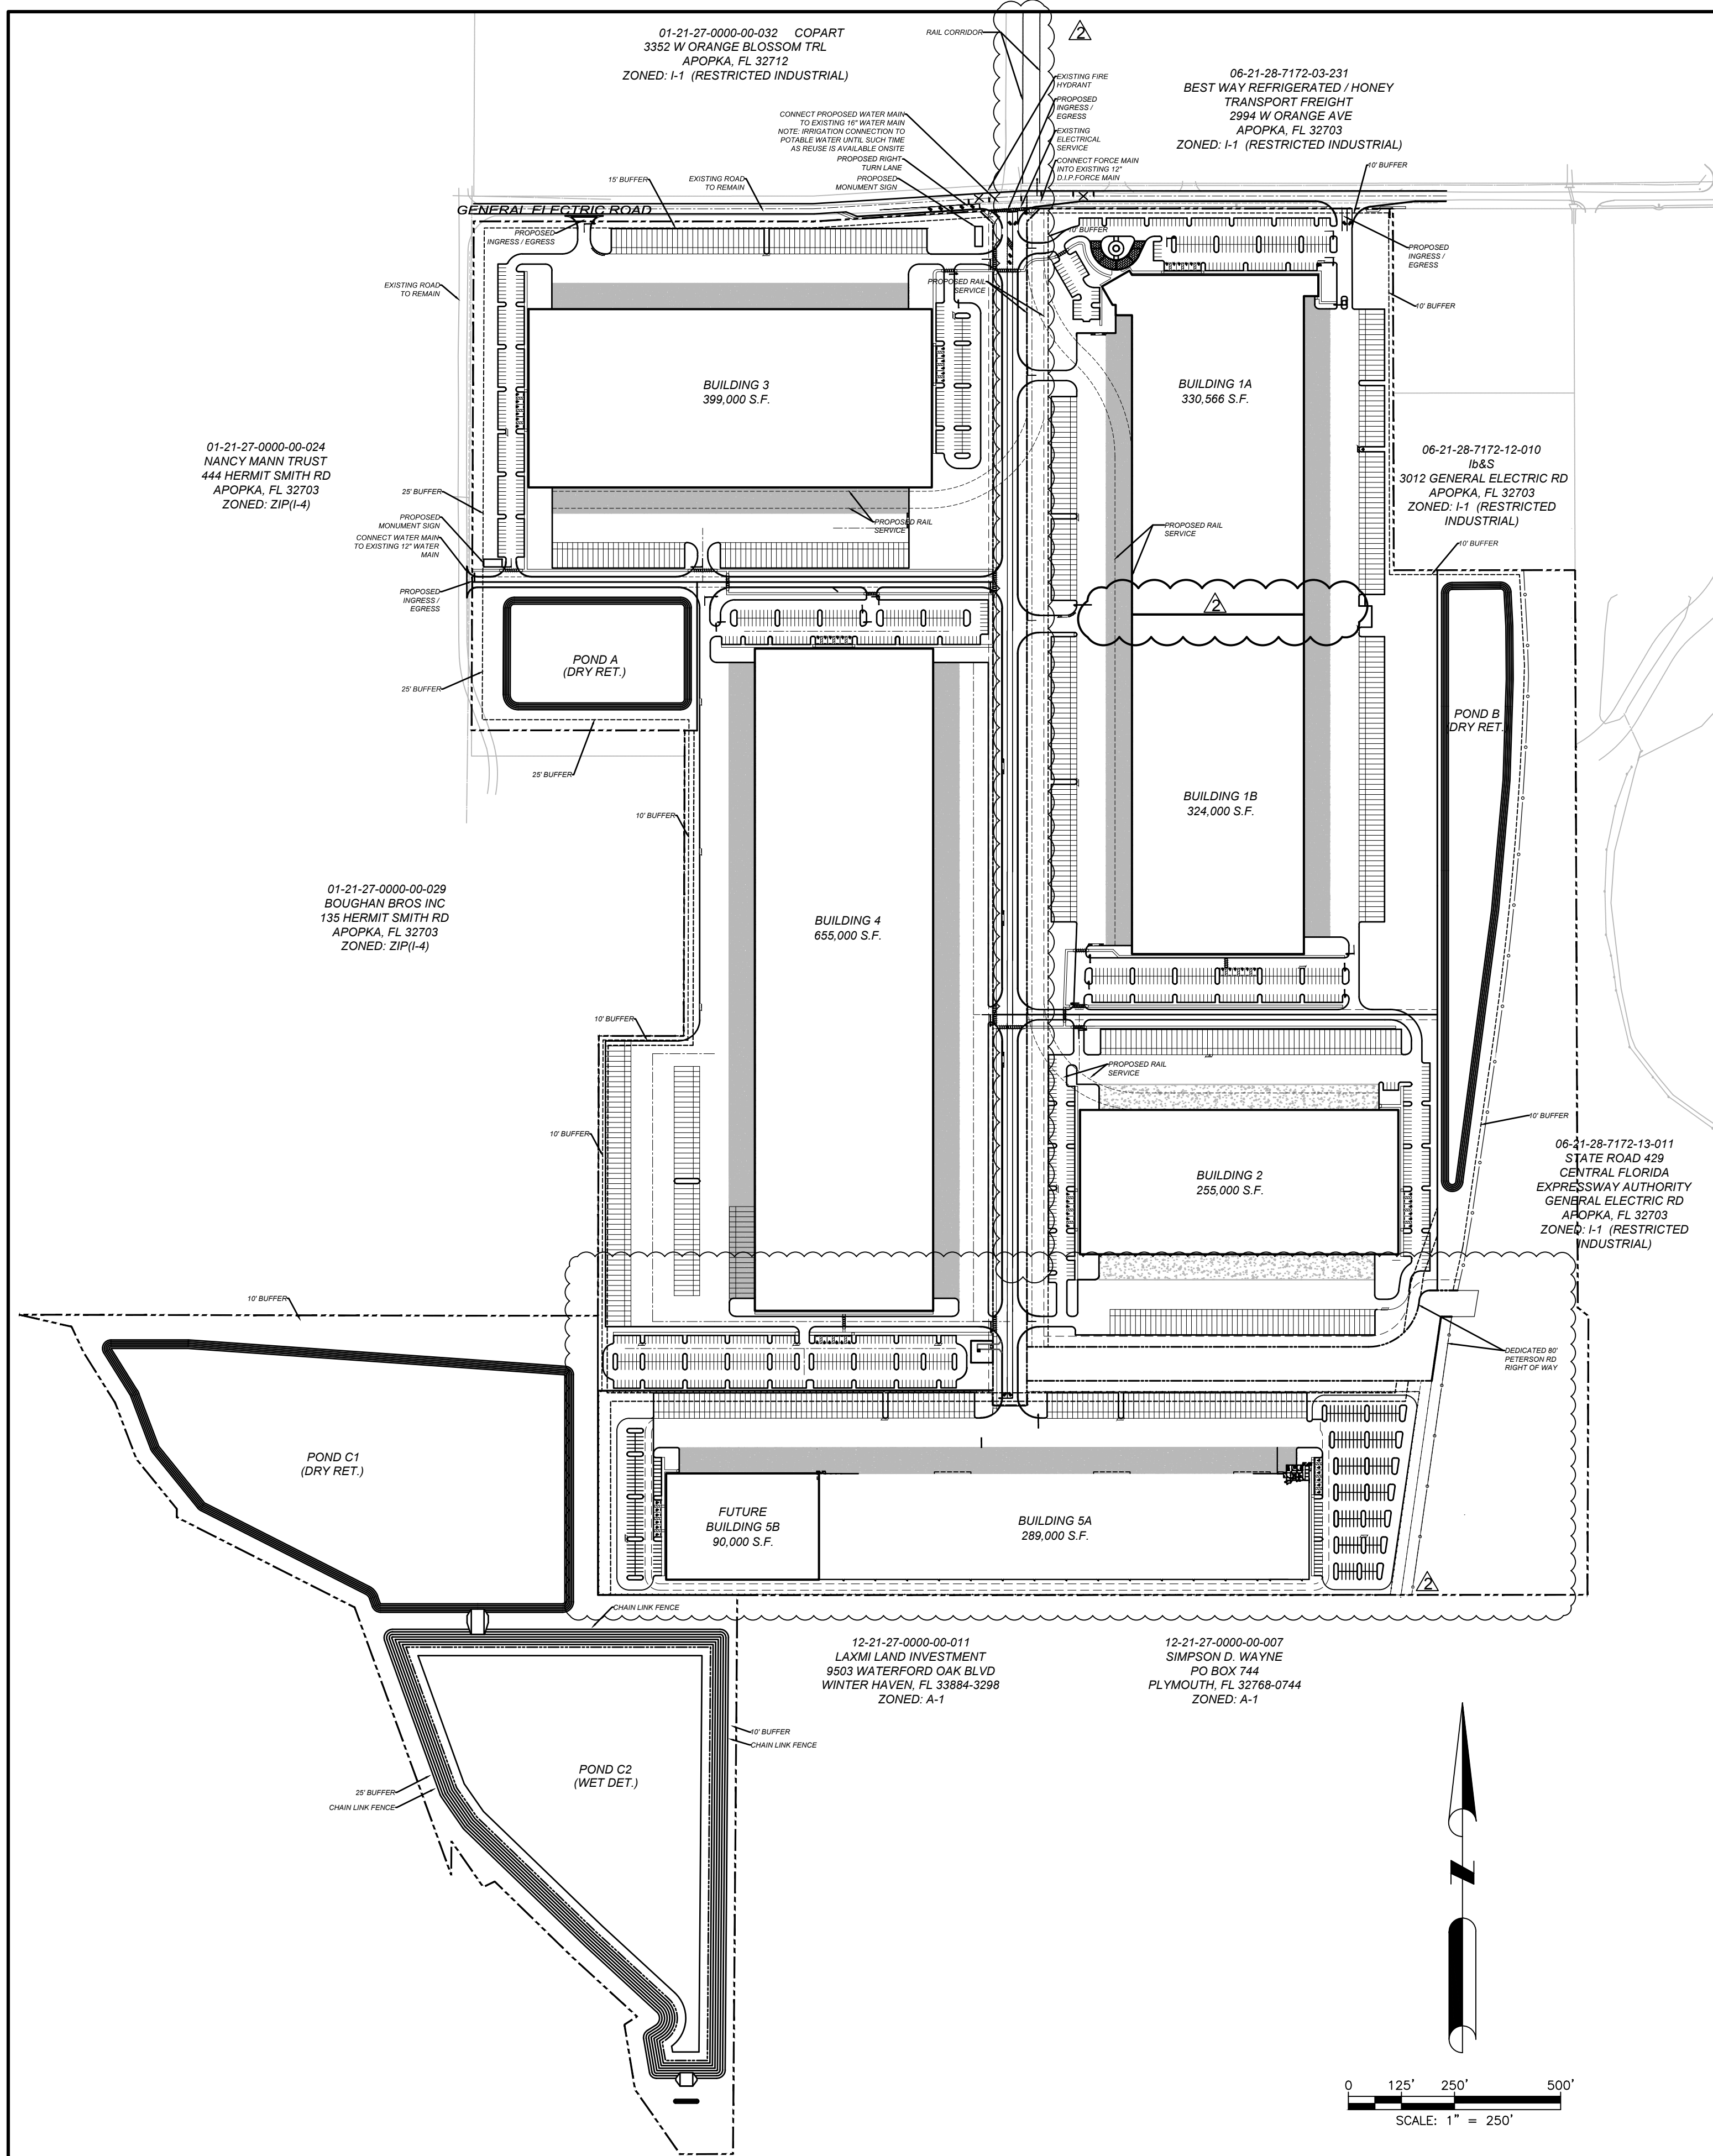 01-21-27-0000-00-032 COPART
3352 W ORANGE BLOSSOM TRL
APOPKA, FL 32712
ZONED: I-1 (RESTRICTED INDUSTRIAL)
RAIL CORRIDOR
2
06-21-28-7172-03-231
BEST WAY REFRIGERATED / HONEY
TRANSPORT FREIGHT
2994 W ORANGE AVE
APOPKA, FL 32703
ZONED: I-1 (RESTRICTED INDUSTRIAL)
EXISTING FIRE
HYDRANT
PROPOSED
INGRESS /
EGRESS
EXISTING
ELECTRICAL
SERVICE
CONNECT FORCE MAIN
INTO EXISTING 12"
D.I.P.FORCE MAIN
CONNECT PROPOSED WATER MAIN
TO EXISTING 16" WATER MAIN
NOTE: IRRIGATION CONNECTION TO
POTABLE WATER UNTIL SUCH TIME
AS REUSE IS AVAILABLE ONSITE
PROPOSED RIGHT
TURN LANE
PROPOSED
MONUMENT SIGN
15' BUFFER
EXISTING ROAD
TO REMAIN
10' BUFFER
GENERAL ELECTRIC ROAD
PROPOSED
INGRESS / EGRESS
10' BUFFER
PROPOSED
INGRESS /
EGRESS
EXISTING ROAD
TO REMAIN
PROPOSED RAIL
SERVICE
10' BUFFER
BUILDING 3
399,000 S.F.
BUILDING 1A
330,566 S.F.
01-21-27-0000-00-024
NANCY MANN TRUST
444 HERMIT SMITH RD
APOPKA, FL 32703
ZONED: ZIP(I-4)
06-21-28-7172-12-010
Ib&S
3012 GENERAL ELECTRIC RD
APOPKA, FL 32703
ZONED: I-1 (RESTRICTED
INDUSTRIAL)
25' BUFFER
PROPOSED
MONUMENT SIGN
CONNECT WATER MAIN
TO EXISTING 12" WATER
MAIN
PROPOSED RAIL
SERVICE
PROPOSED RAIL
SERVICE
10' BUFFER
PROPOSED
INGRESS /
EGRESS
2
POND A
(DRY RET.)
25' BUFFER
25' BUFFER
POND B
(DRY RET.)
10' BUFFER
BUILDING 1B
324,000 S.F.
01-21-27-0000-00-029
BOUGHAN BROS INC
135 HERMIT SMITH RD
APOPKA, FL 32703
ZONED: ZIP(I-4)
BUILDING 4
655,000 S.F.
10' BUFFER
PROPOSED RAIL
SERVICE
10' BUFFER
10' BUFFER
BUILDING 2
255,000 S.F.
06-21-28-7172-13-011
STATE ROAD 429
CENTRAL FLORIDA
EXPRESSWAY AUTHORITY
GENERAL ELECTRIC RD
APOPKA, FL 32703
ZONED: I-1 (RESTRICTED
INDUSTRIAL)
10' BUFFER
DEDICATED 80'
PETERSON RD
RIGHT OF WAY
POND C1
(DRY RET.)
FUTURE
BUILDING 5B
90,000 S.F.
BUILDING 5A
289,000 S.F.
2
CHAIN LINK FENCE
12-21-27-0000-00-011
LAXMI LAND INVESTMENT
9503 WATERFORD OAK BLVD
WINTER HAVEN, FL 33884-3298
ZONED: A-1
12-21-27-0000-00-007
SIMPSON D. WAYNE
PO BOX 744
PLYMOUTH, FL 32768-0744
ZONED: A-1
10' BUFFER
CHAIN LINK FENCE
POND C2
(WET DET.)
25' BUFFER
CHAIN LINK FENCE
N
0 125' 250' 500'
SCALE: 1" = 250'